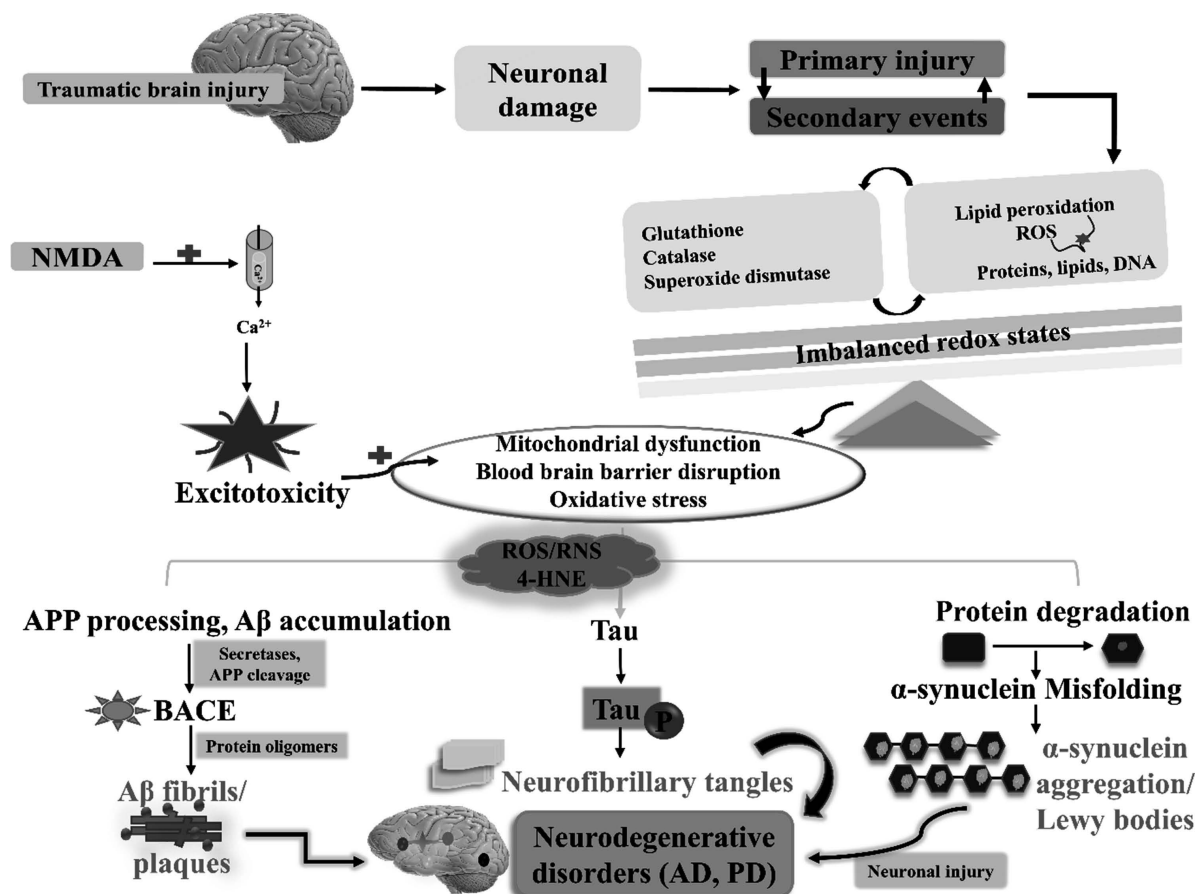 Traumatic brain injury
Neuronal
damage
Primary injury
Secondary events
NMDA
Ca²⁺
Ca²⁺
Excitotoxicity
Glutathione
Catalase
Superoxide dismutase
Lipid peroxidation
ROS
Proteins, lipids, DNA
Imbalanced redox states
Mitochondrial dysfunction
Blood brain barrier disruption
Oxidative stress
ROS/RNS
4-HNE
APP processing, Aβ accumulation
Secretases,
APP cleavage
BACE
Protein oligomers
Aβ fibrils/
plaques
Tau
Tau
P
Neurofibrillary tangles
Protein degradation
α-synuclein Misfolding
α-synuclein
aggregation/
Lewy bodies
Neuronal injury
Neurodegenerative
disorders (AD, PD)